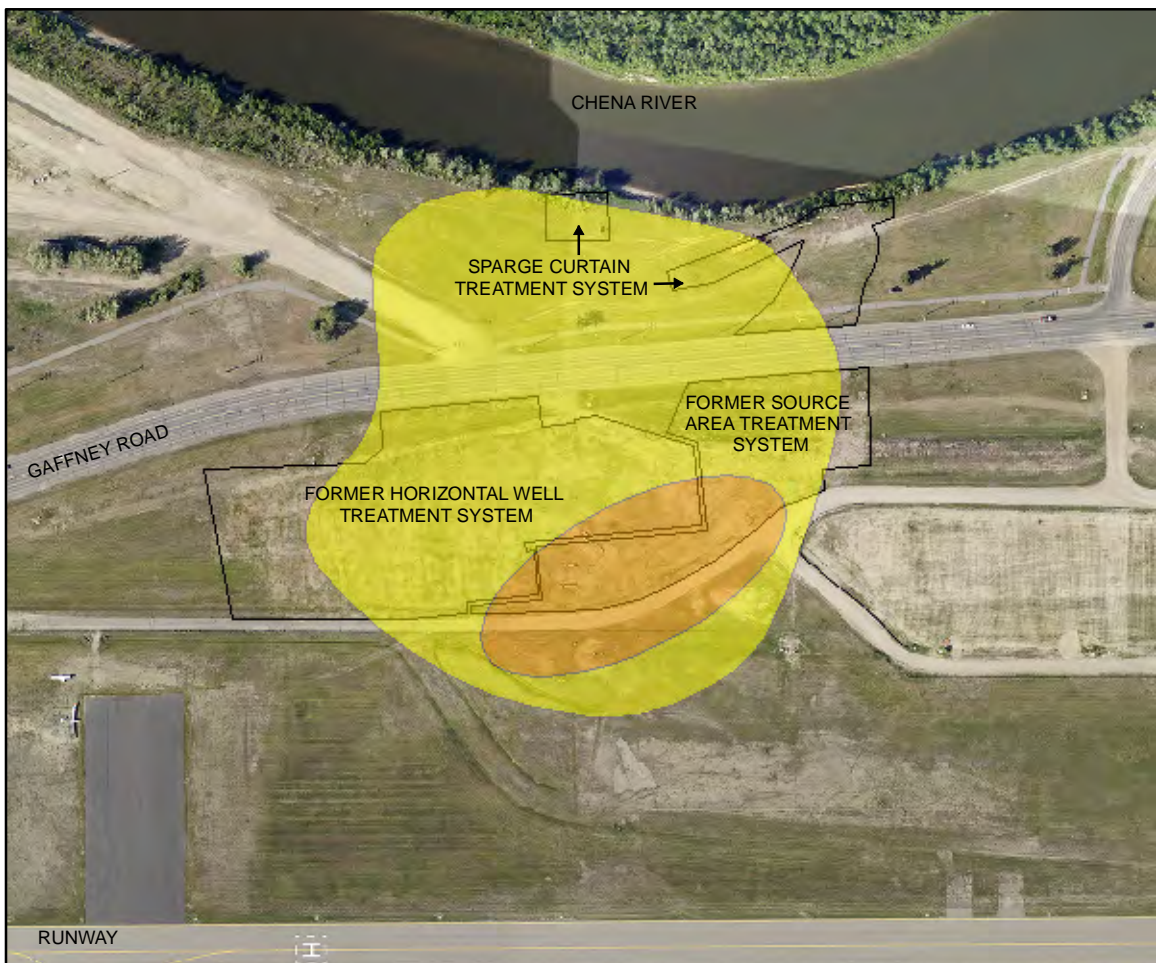 CHENA RIVER
SPARGE CURTAIN
TREATMENT SYSTEM
FORMER SOURCE
AREA TREATMENT
SYSTEM
GAFFNEY ROAD
FORMER HORIZONTAL WELL
TREATMENT SYSTEM
RUNWAY
H